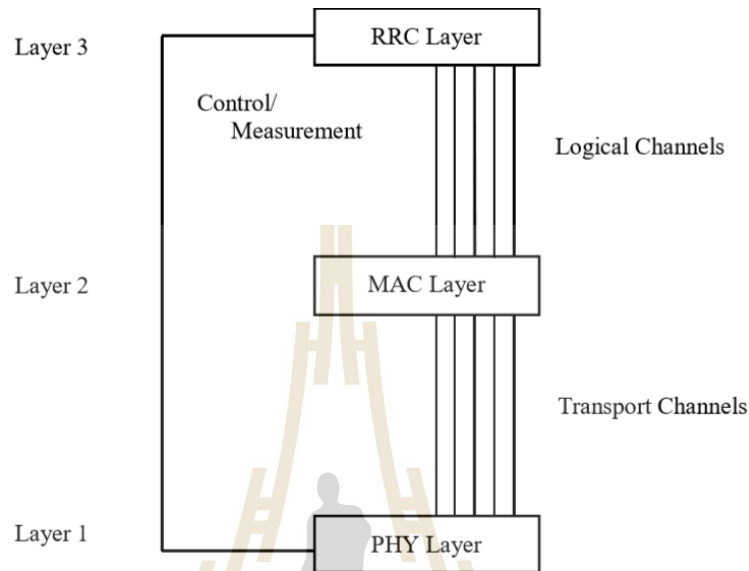 Layer 3
RRC Layer
Control/
Measurement
Logical Channels
Layer 2
MAC Layer
Transport Channels
Layer 1
PHY Layer